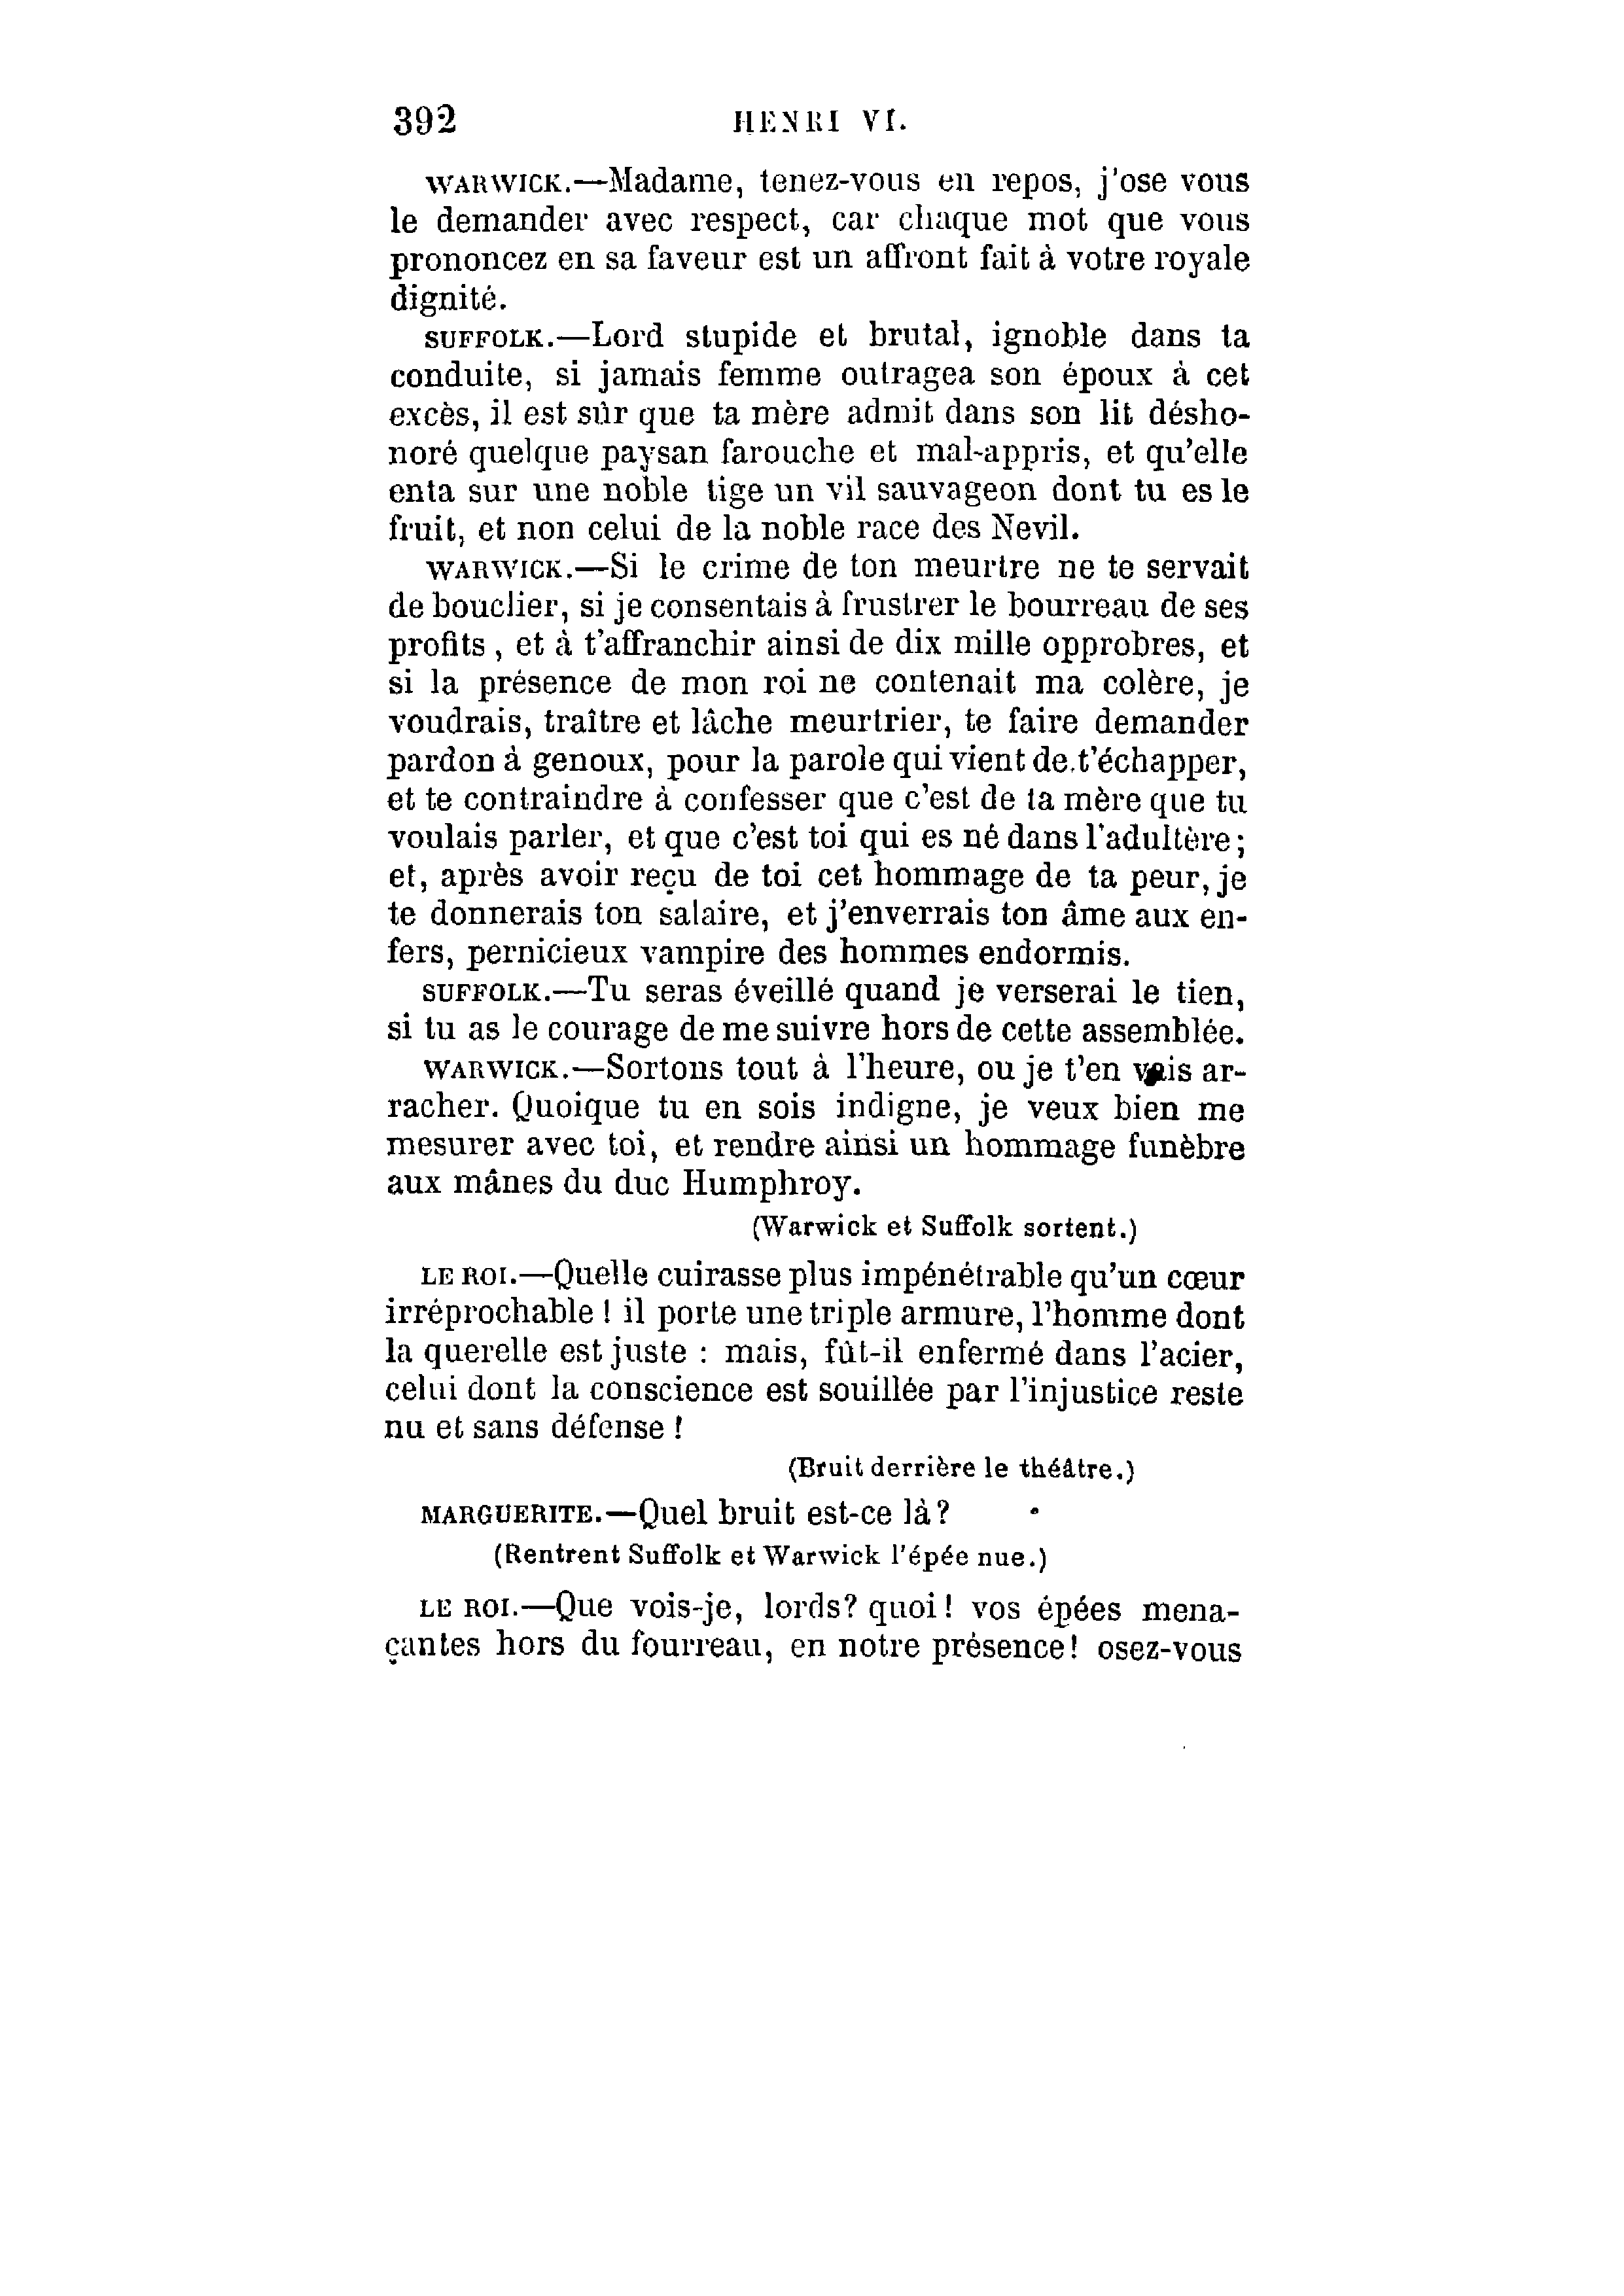 392 HENRI VI.
WARWICK.—Madame, tenez-vous en repos, j'ose vous
le demander avec respect, car chaque mot que vous
prononcez en sa faveur est un affront fait à votre royale
dignité.
SUFFOLK.—Lord stupide et brutal, ignoble dans ta
conduite, si jamais femme outragea son époux à cet
excès, il est sûr que ta mère admit dans son lit désho-
noré quelque paysan farouche et mal-appris, et qu'elle
enta sur une noble tige un vil sauvageon dont tu es le
fruit, et non celui de la noble race des Nevil.
WARWICK.—Si le crime de ton meurtre ne te servait
de bouclier, si je consentais à frustrer le bourreau de ses
profits, et à t'affranchir ainsi de dix mille opprobres, et
si la présence de mon roi ne contenait ma colère, je
voudrais, traître et lâche meurtrier, te faire demander
pardon à genoux, pour la parole qui vient de t'échapper,
et te contraindre à confesser que c'est de ta mère que tu
voulais parler, et que c'est toi qui es né dans l'adultère;
et, après avoir reçu de toi cet hommage de ta peur, je
te donnerais ton salaire, et j'enverrais ton âme aux en-
fers, pernicieux vampire des hommes endormis.
SUFFOLK.—Tu seras éveillé quand je verserai le tien,
si tu as le courage de me suivre hors de cette assemblée.
WARWICK.—Sortons tout à l'heure, ou je t'en vais ar-
racher. Quoique tu en sois indigne, je veux bien me
mesurer avec toi, et rendre ainsi un hommage funèbre
aux mânes du duc Humphroy.
(Warwick et Suffolk sortent.)
LE ROI.—Quelle cuirasse plus impénétrable qu'un cœur
irréprochable ! il porte une triple armure, l'homme dont
la querelle est juste : mais, fût-il enfermé dans l'acier,
celui dont la conscience est souillée par l'injustice reste
nu et sans défense !
(Bruit derrière le théâtre.)
MARGUERITE.—Quel bruit est-ce là?
(Rentrent Suffolk et Warwick l'épée nue.)
LE ROI.—Que vois-je, lords? quoi! vos épées mena-
çantes hors du fourreau, en notre présence! osez-vous